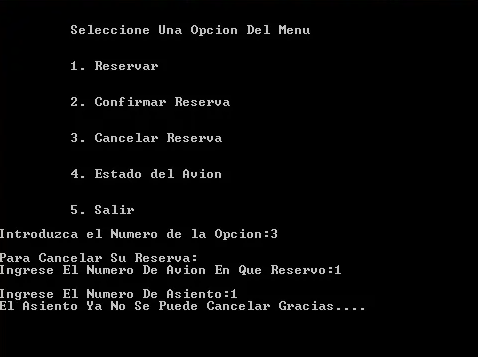 Seleccione Una Opcion Del Menu
1. Reservar
2. Confirmar Reserva
3. Cancelar Reserva
4. Estado del Avion
5. Salir
Introduzca el Numero de la Opcion:3
Para Cancelar Su Reserva:
Ingrese El Numero De Avion En Que Reservo:1
Ingrese El Numero De Asiento:1
El Asiento Ya No Se Puede Cancelar Gracias....